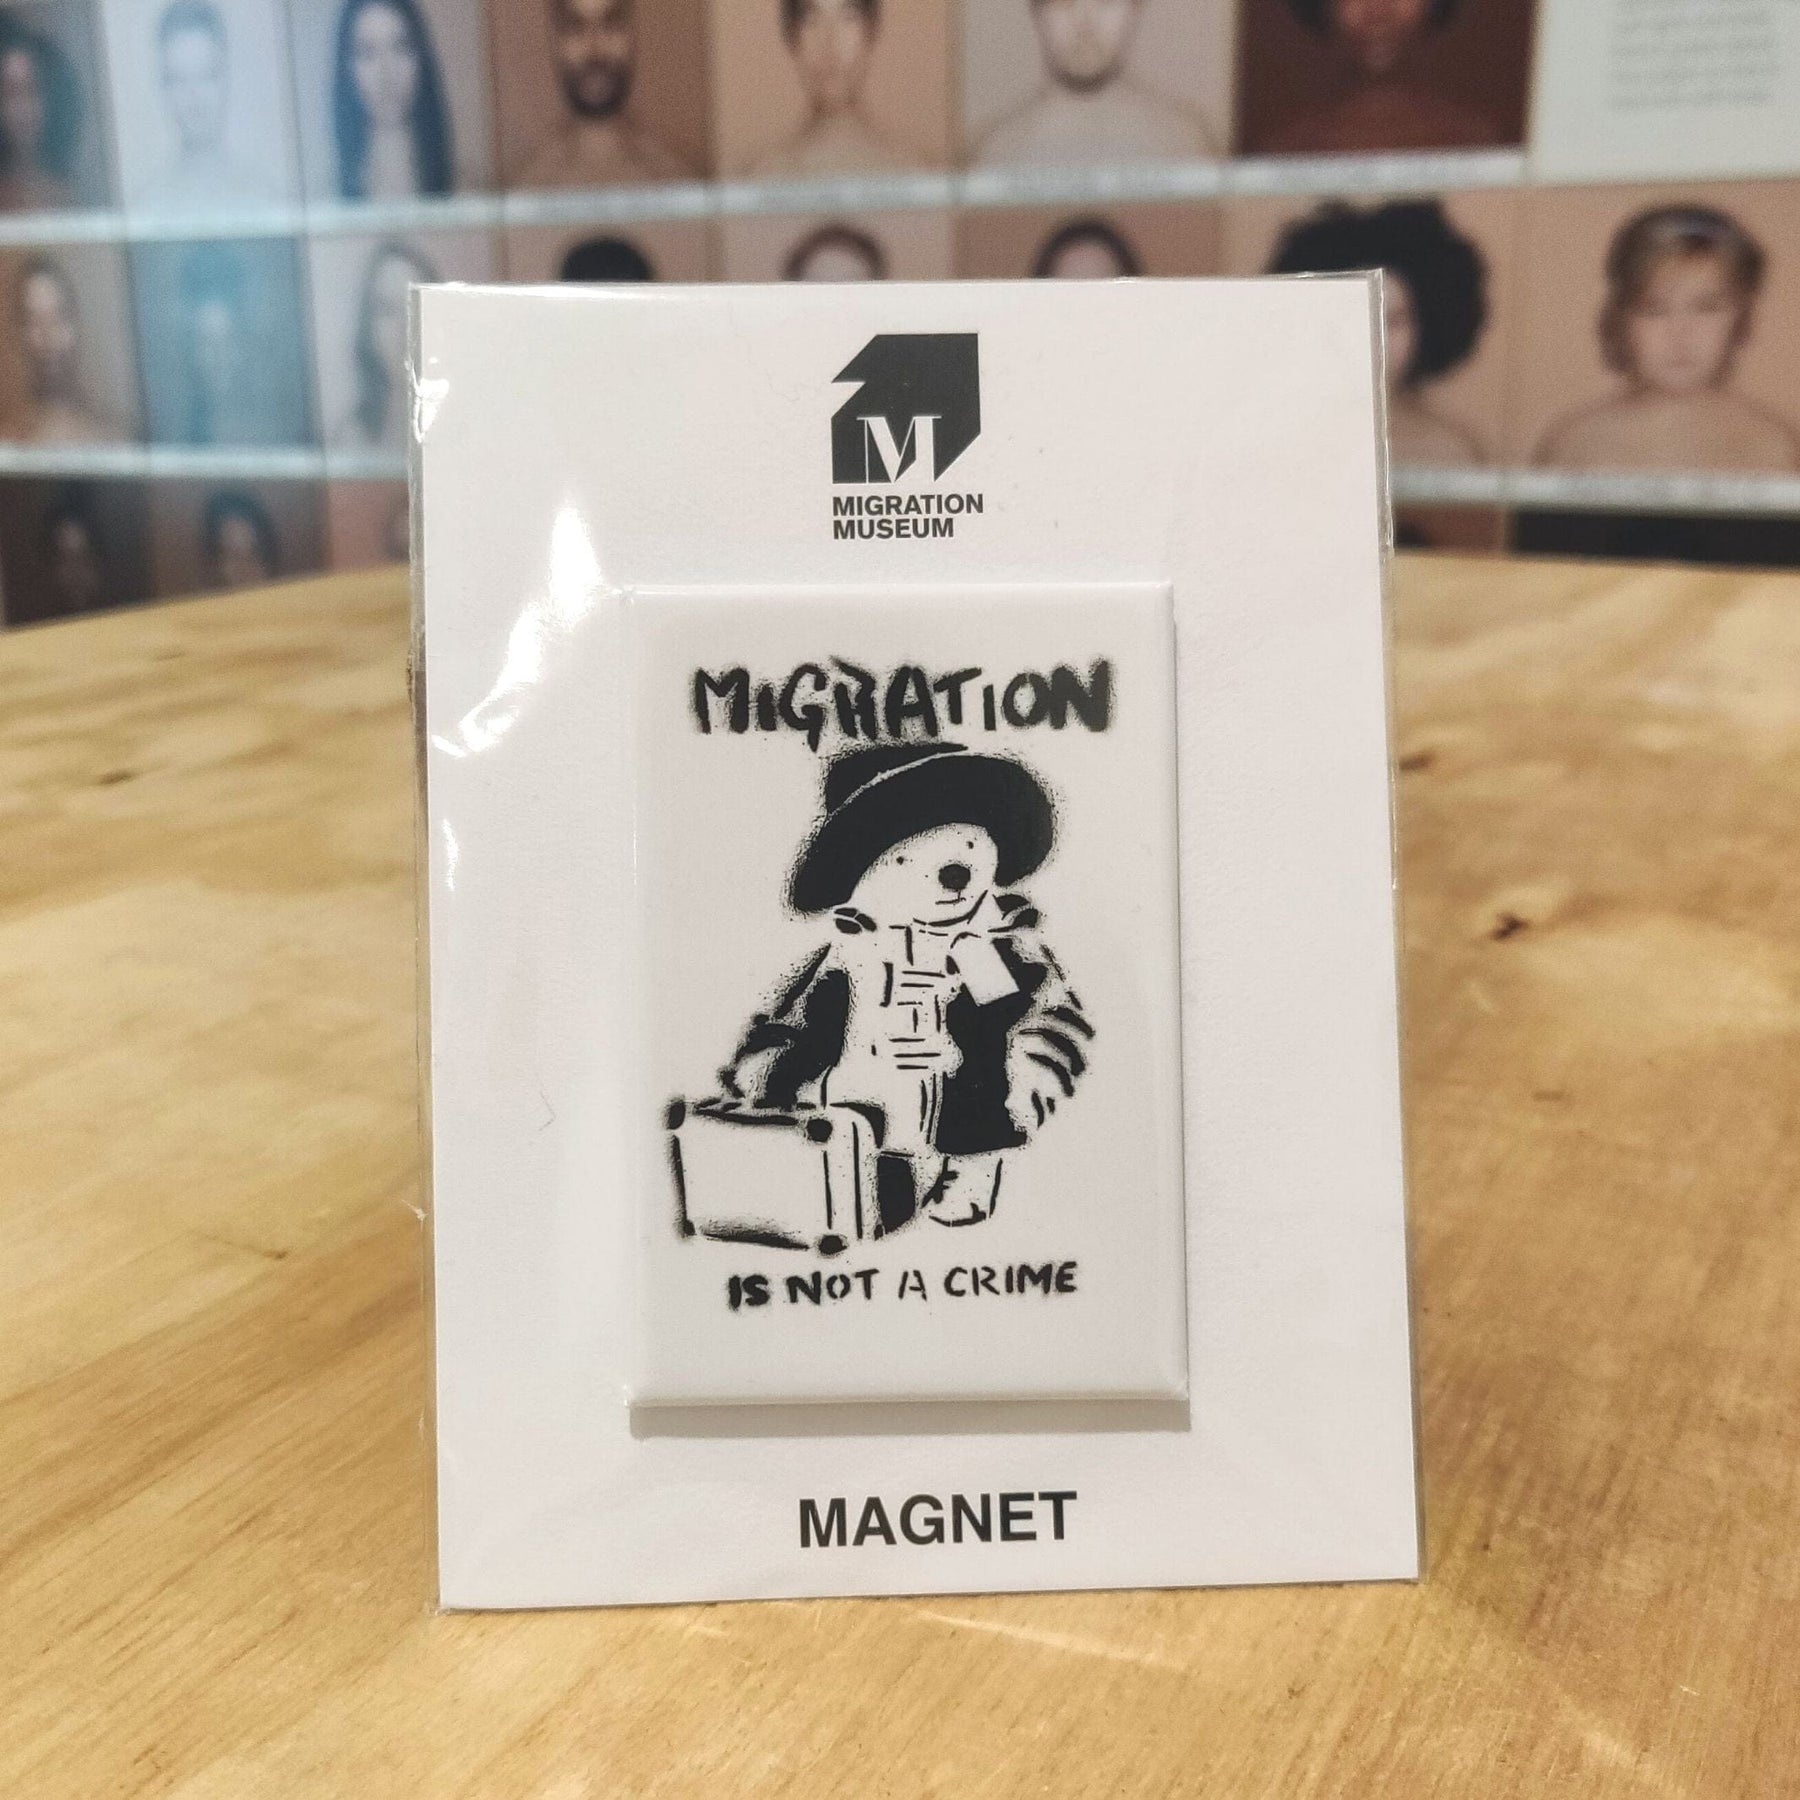 M
MIGRATION
MUSEUM
MIGRATION
IS NOT A CRIME
MAGNET